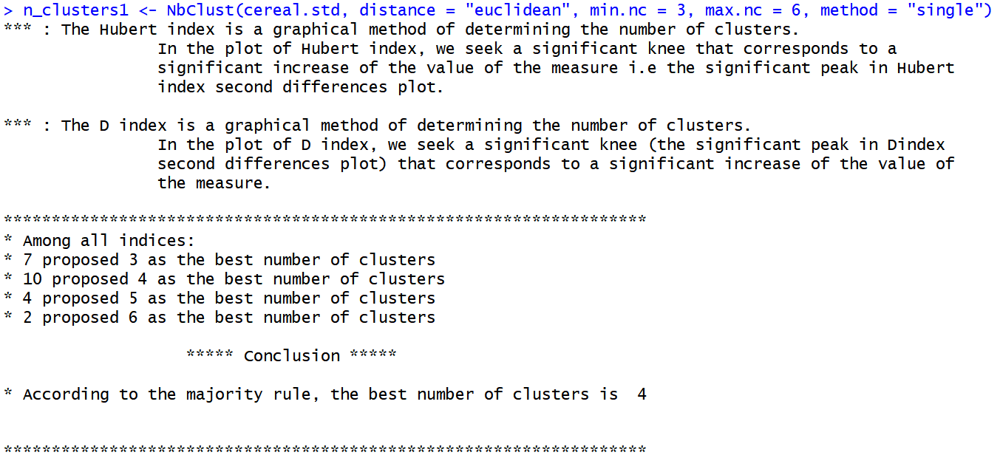 > n_clusters1 <- NbClust(cereal.std, distance = "euclidean", min.nc = 3, max.nc = 6, method = "single")
*** : The Hubert index is a graphical method of determining the number of clusters.
In the plot of Hubert index, we seek a significant knee that corresponds to a
significant increase of the value of the measure i.e the significant peak in Hubert
index second differences plot.
*** : The D index is a graphical method of determining the number of clusters.
In the plot of D index, we seek a significant knee (the significant peak in Dindex
second differences plot) that corresponds to a significant increase of the value of
the measure.
*******************************************************************
* Among all indices:
* 7 proposed 3 as the best number of clusters
* 10 proposed 4 as the best number of clusters
* 4 proposed 5 as the best number of clusters
* 2 proposed 6 as the best number of clusters
***** Conclusion *****
* According to the majority rule, the best number of clusters is  4
*******************************************************************